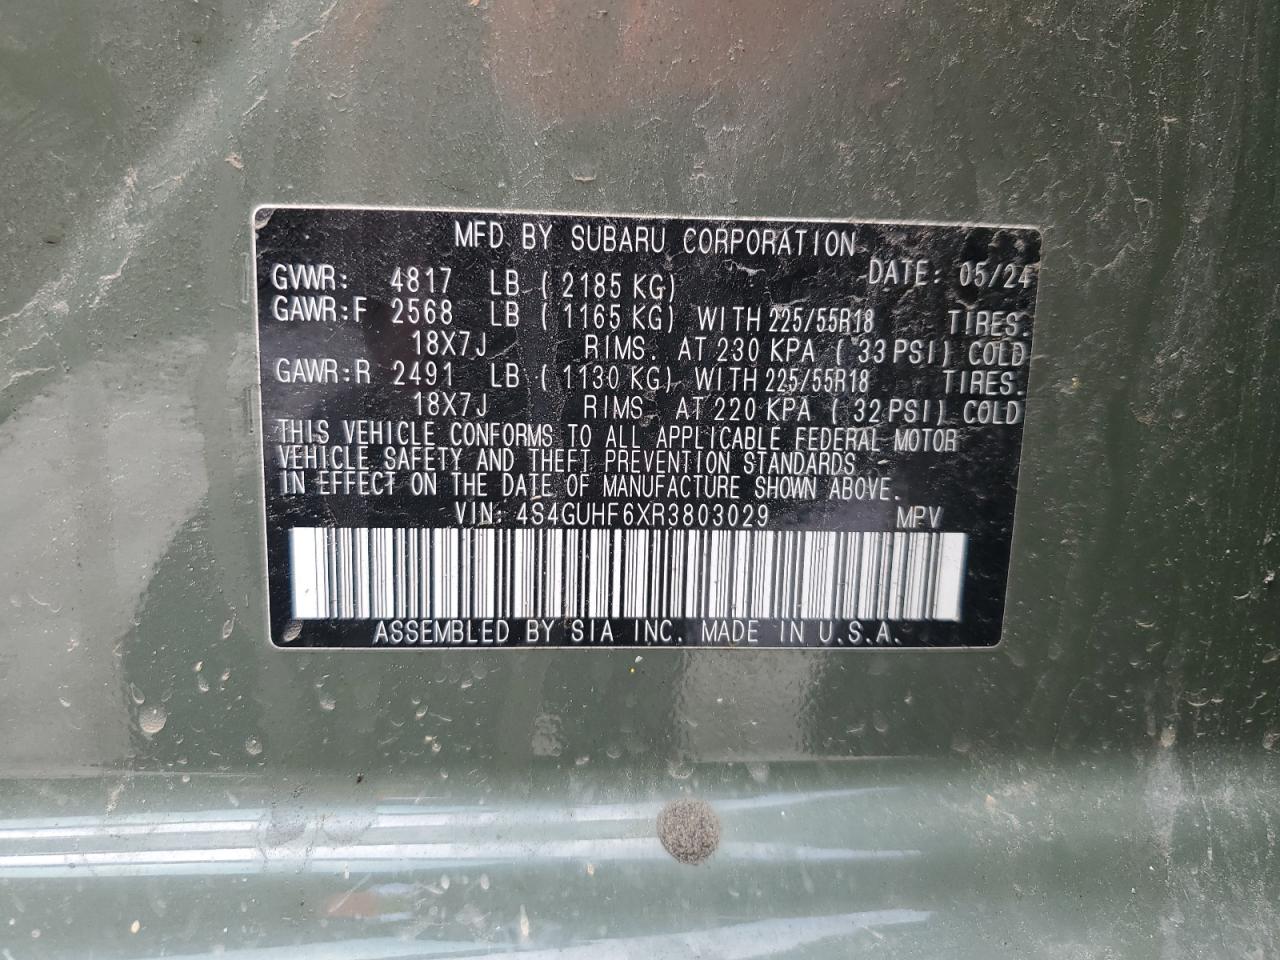 MFD BY SUBARU CORPORATION
DATE: 05/24
GVWR: 4817 LB ( 2185 KG)
GAWR:F 2568 LB ( 1165 KG) WITH 225/55R18 TIRES.
18X7J RIMS. AT 230 KPA ( 33 PSI) COLD
GAWR:R 2491 LB ( 1130 KG) WITH 225/55R18 TIRES.
18X7J RIMS. AT 220 KPA ( 32 PSI) COLD
THIS VEHICLE CONFORMS TO ALL APPLICABLE FEDERAL MOTOR
VEHICLE SAFETY AND THEFT PREVENTION STANDARDS
IN EFFECT ON THE DATE OF MANUFACTURE SHOWN ABOVE.
VIN: 4S4GUHF6XR3803029 MPV
ASSEMBLED BY SIA INC. MADE IN U.S.A.